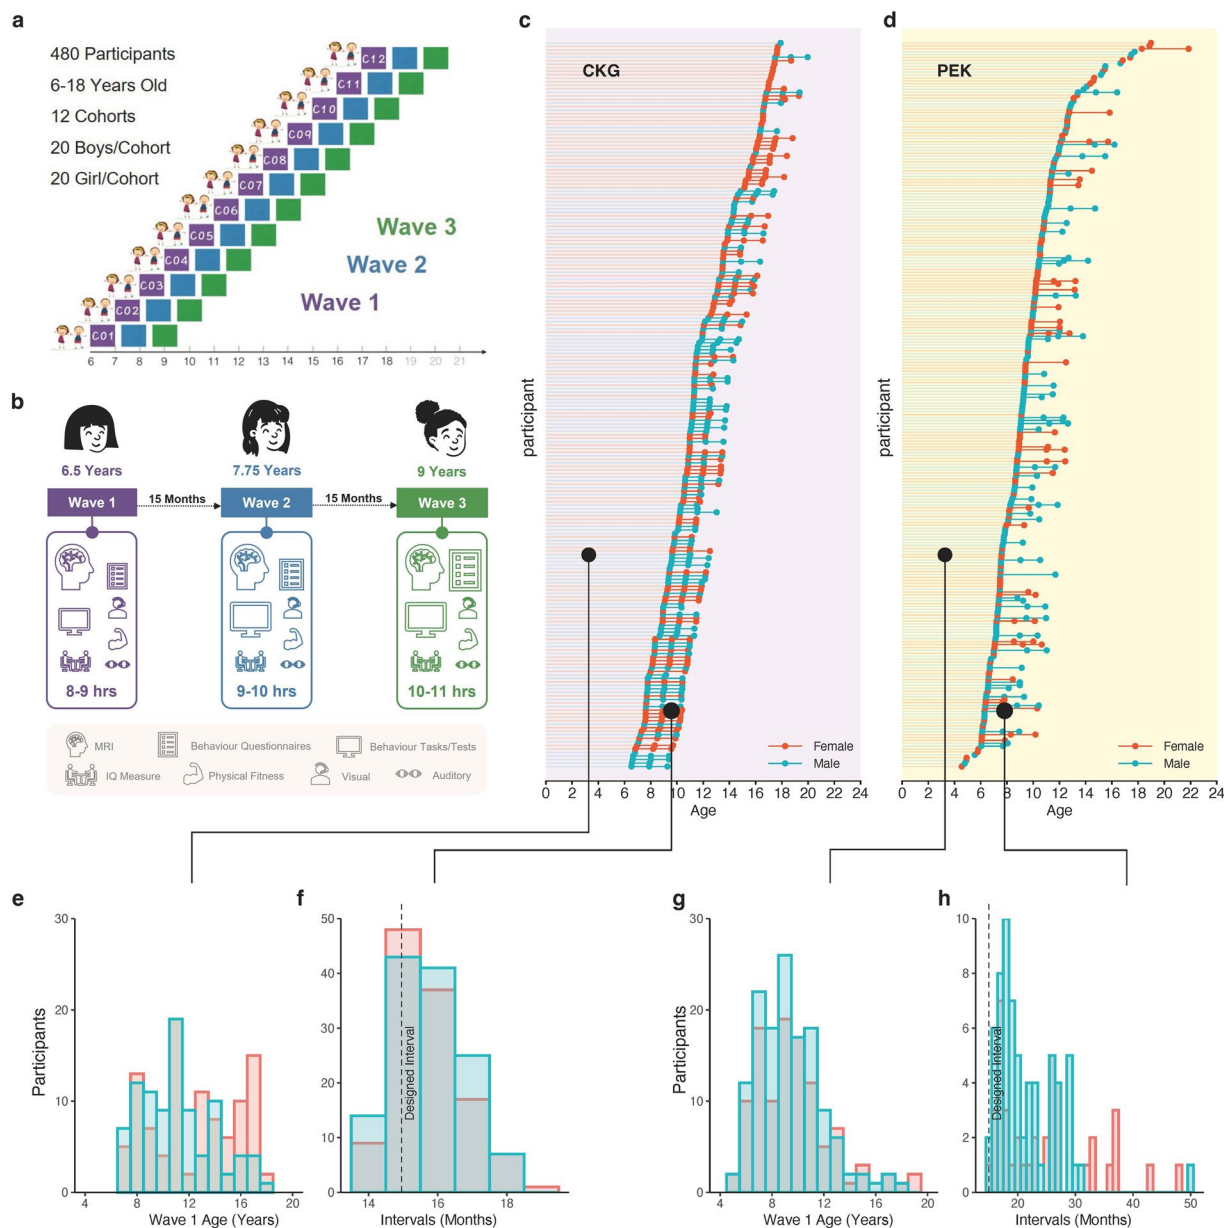 a
480 Participants
6-18 Years Old
12 Cohorts
20 Boys/Cohort
20 Girl/Cohort
C12
C11
C10
C09
C08
C07
C06
C05
C04
C03
C02
C01
Wave 3
Wave 2
Wave 1
6 7 8 9 10 11 12 13 14 15 16 17 18 19 20 21
b
6.5 Years 7.75 Years 9 Years
Wave 1 15 Months Wave 2 15 Months Wave 3
8-9 hrs 9-10 hrs 10-11 hrs
MRI Behaviour Questionnaires Behaviour Tasks/Tests
IQ Measure Physical Fitness Visual Auditory
c
CKG
participant
Female
Male
0 2 4 6 8 10 12 14 16 18 20 22 24
Age
d
PEK
participant
Female
Male
0 2 4 6 8 10 12 14 16 18 20 22 24
Age
e
Participants
30
20
10
0
4 8 12 16 20
Wave 1 Age (Years)
f
50
40
30
20
10
0
Designed Interval
14 16 18
Intervals (Months)
g
Participants
30
20
10
0
4 8 12 16 20
Wave 1 Age (Years)
h
10
8
6
4
2
0
Designed Interval
20 30 40 50
Intervals (Months)